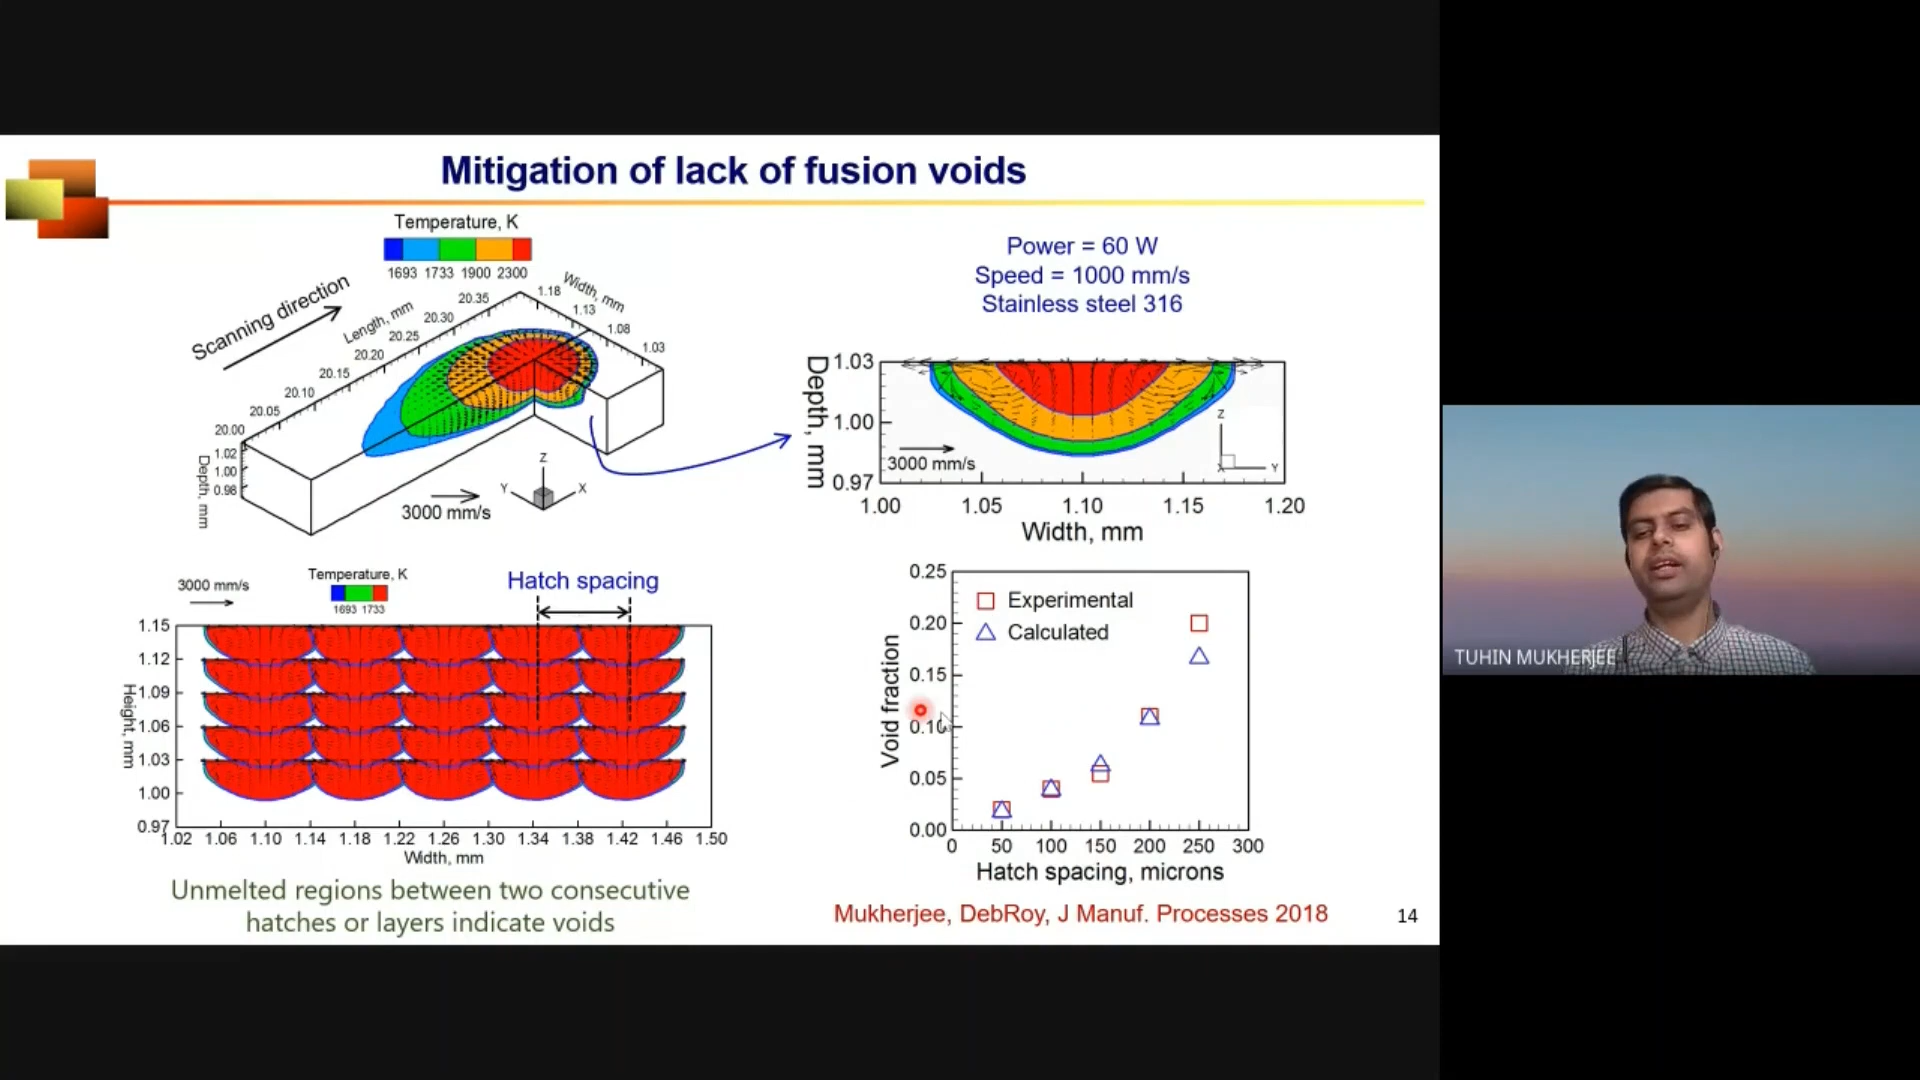 Mitigation of lack of fusion voids
Temperature, K
1693 1733 1900 2300
Scanning direction
Length, mm
Width, mm
20.00 20.05 20.10 20.15 20.20 20.25 20.30 20.35
1.18 1.13 1.08 1.03
Depth, mm
1.02
1.00
0.98
3000 mm/s
Z
Y X
Power = 60 W
Speed = 1000 mm/s
Stainless steel 316
Depth, mm
1.03
1.00
0.97
3000 mm/s
Z
X Y
1.00 1.05 1.10 1.15 1.20
Width, mm
3000 mm/s
Temperature, K
1693 1733
Hatch spacing
Height, mm
1.15
1.12
1.09
1.06
1.03
1.00
0.97
1.02 1.06 1.10 1.14 1.18 1.22 1.26 1.30 1.34 1.38 1.42 1.46 1.50
Width, mm
Unmelted regions between two consecutive
hatches or layers indicate voids
Void fraction
0.25
0.20
0.15
0.10
0.05
0.00
Experimental
Calculated
0 50 100 150 200 250 300
Hatch spacing, microns
Mukherjee, DebRoy, J Manuf. Processes 2018
14
TUHIN MUKHERJEE